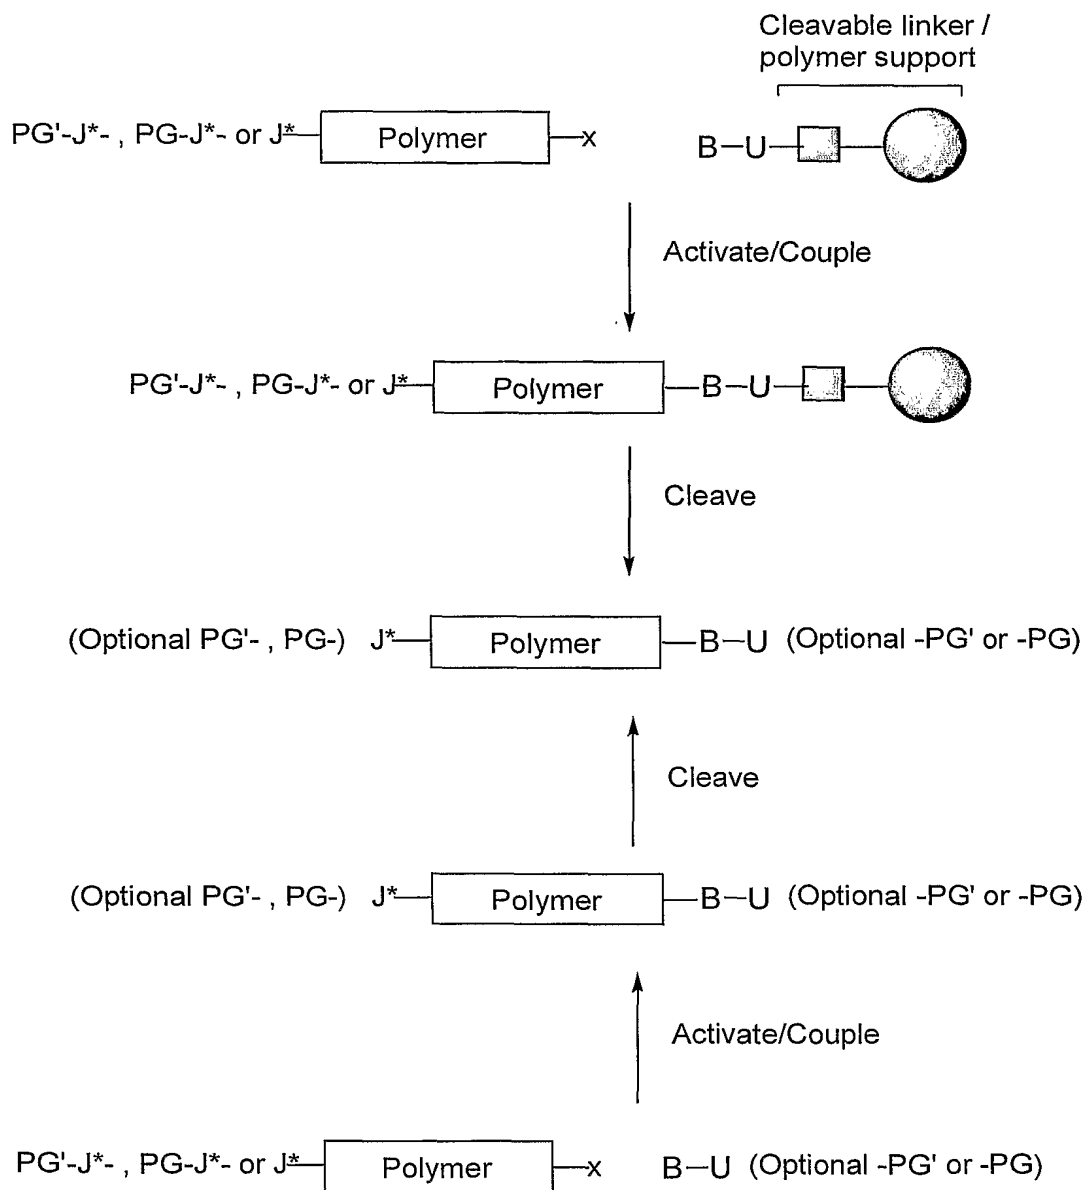 Cleavable linker /
polymer support
PG'-J*- , PG-J*- or J* Polymer x B-U
Activate/Couple
PG'-J*- , PG-J*- or J* Polymer B-U
Cleave
(Optional PG'- , PG-) J* Polymer B-U (Optional -PG' or -PG)
Cleave
(Optional PG'- , PG-) J* Polymer B-U (Optional -PG' or -PG)
Activate/Couple
PG'-J*- , PG-J*- or J* Polymer x B-U (Optional -PG' or -PG)